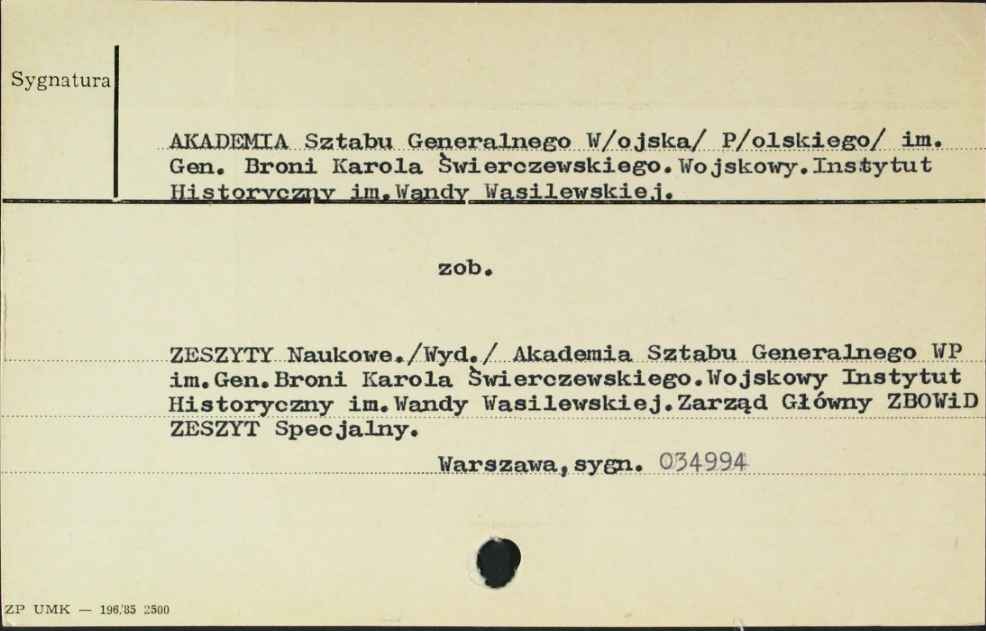 Sygnatura
AKADEMIA Sztabu Generalnego W/ojska/ P/olskiego/ im.
Gen. Broni Karola Świerczewskiego.Wojskowy.Instytut
Historyczny im.Wandy Wasilewskiej.
zob.
ZESZYTY Naukowe./Wyd./ Akademia Sztabu Generalnego WP
im.Gen.Broni Karola Świerczewskiego.Wojskowy Instytut
Historyczny im.Wandy Wasilewskiej.Zarząd Główny ZBOWiD
ZESZYT Specjalny.
Warszawa,sygn. 034994
ZP UMK — 196/85 2500